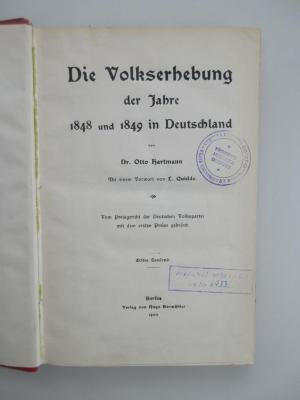 Die Volkserhebung
der Jahre
1848 und 1849 in Deutschland
von
Dr. Otto Hartmann
Mit einem Vorwort von L. Quidde.
Vom Preisgericht der Deutschen Volkspartei
mit dem ersten Preise gekrönt.
Erstes Tausend
Berlin
Verlag von Hugo Bermühler
1900